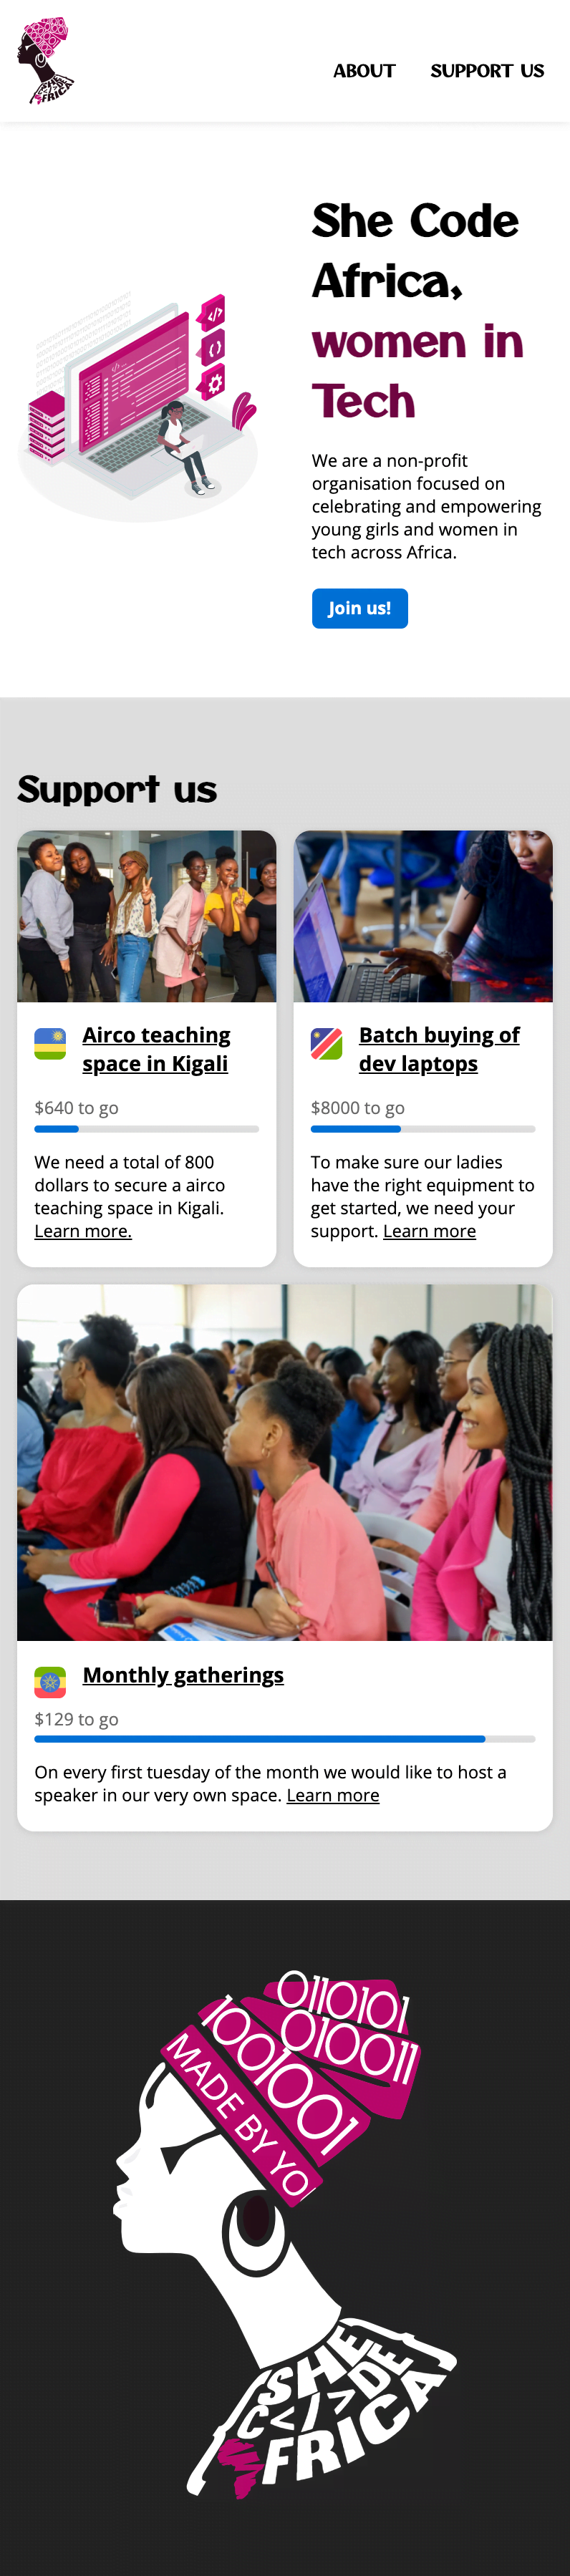 SHE
C</>DE
FRICA
ABOUT SUPPORT US
She Code
Africa,
women in
Tech
We are a non-profit
organisation focused on
celebrating and empowering
young girls and women in
tech across Africa.
Join us!
Support us
Airco teaching
space in Kigali
$640 to go
We need a total of 800
dollars to secure a airco
teaching space in Kigali.
Learn more.
Batch buying of
dev laptops
$8000 to go
To make sure our ladies
have the right equipment to
get started, we need your
support. Learn more
Monthly gatherings
$129 to go
On every first tuesday of the month we would like to host a
speaker in our very own space. Learn more
0110101
010011
1001001
MADE BY YO
SHE
C</>DE
FRICA